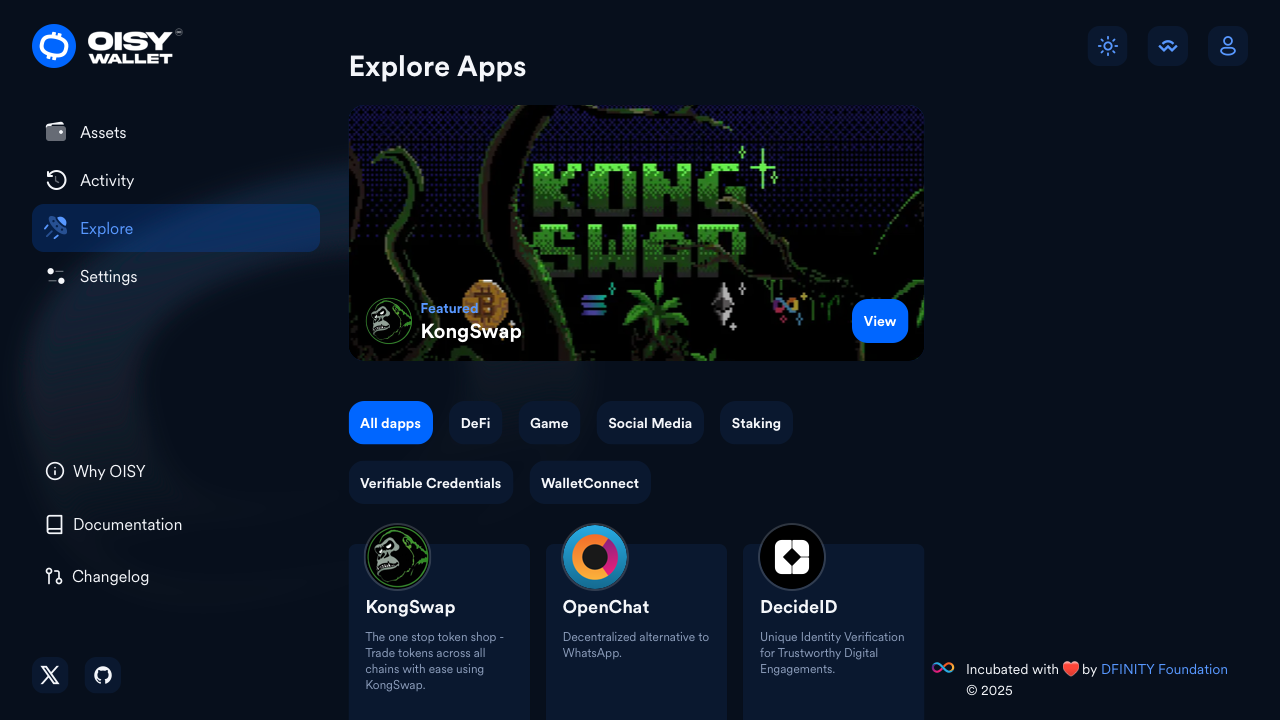 OISY
WALLET
Explore Apps
Assets
Activity
Explore
Settings
KONG
SWAP
Featured
KongSwap
View
All dapps
DeFi
Game
Social Media
Staking
Verifiable Credentials
WalletConnect
Why OISY
Documentation
Changelog
KongSwap
The one stop token shop -
Trade tokens across all
chains with ease using
KongSwap.
OpenChat
Decentralized alternative to
WhatsApp.
DecideID
Unique Identity Verification
for Trustworthy Digital
Engagements.
Incubated with ❤️ by DFINITY Foundation
© 2025